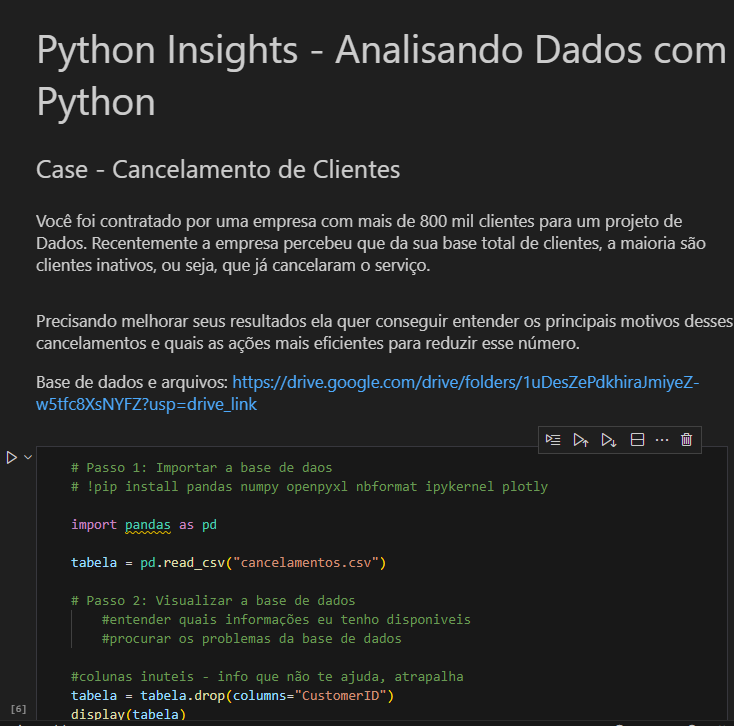 Python Insights - Analisando Dados com
Python
Case - Cancelamento de Clientes
Você foi contratado por uma empresa com mais de 800 mil clientes para um projeto de
Dados. Recentemente a empresa percebeu que da sua base total de clientes, a maioria são
clientes inativos, ou seja, que já cancelaram o serviço.
Precisando melhorar seus resultados ela quer conseguir entender os principais motivos desses
cancelamentos e quais as ações mais eficientes para reduzir esse número.
Base de dados e arquivos: https://drive.google.com/drive/folders/1uDesZePdkhiraJmiyeZ-
w5tfc8XsNYFZ?usp=drive_link
# Passo 1: Importar a base de daos
# !pip install pandas numpy openpyxl nbformat ipykernel plotly
import pandas as pd
tabela = pd.read_csv("cancelamentos.csv")
# Passo 2: Visualizar a base de dados
#entender quais informações eu tenho disponiveis
#procurar os problemas da base de dados
#colunas inuteis - info que não te ajuda, atrapalha
tabela = tabela.drop(columns="CustomerID")
[6]
display(tabela)